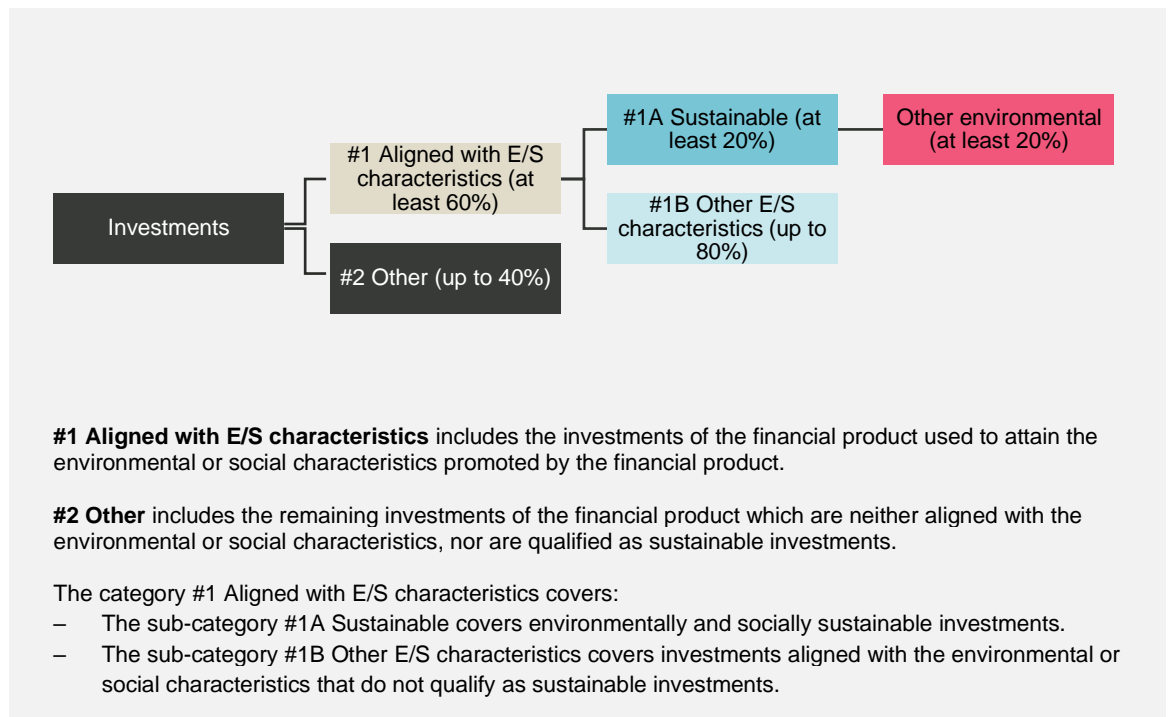 #1A Sustainable (at
least 20%)
Other environmental
(at least 20%)
#1 Aligned with E/S
characteristics (at
least 60%)
Investments
#1B Other E/S
characteristics (up to
80%)
#2 Other (up to 40%)
#1 Aligned with E/S characteristics includes the investments of the financial product used to attain the
environmental or social characteristics promoted by the financial product.
#2 Other includes the remaining investments of the financial product which are neither aligned with the
environmental or social characteristics, nor are qualified as sustainable investments.
The category #1 Aligned with E/S characteristics covers:
– The sub-category #1A Sustainable covers environmentally and socially sustainable investments.
– The sub-category #1B Other E/S characteristics covers investments aligned with the environmental or
social characteristics that do not qualify as sustainable investments.